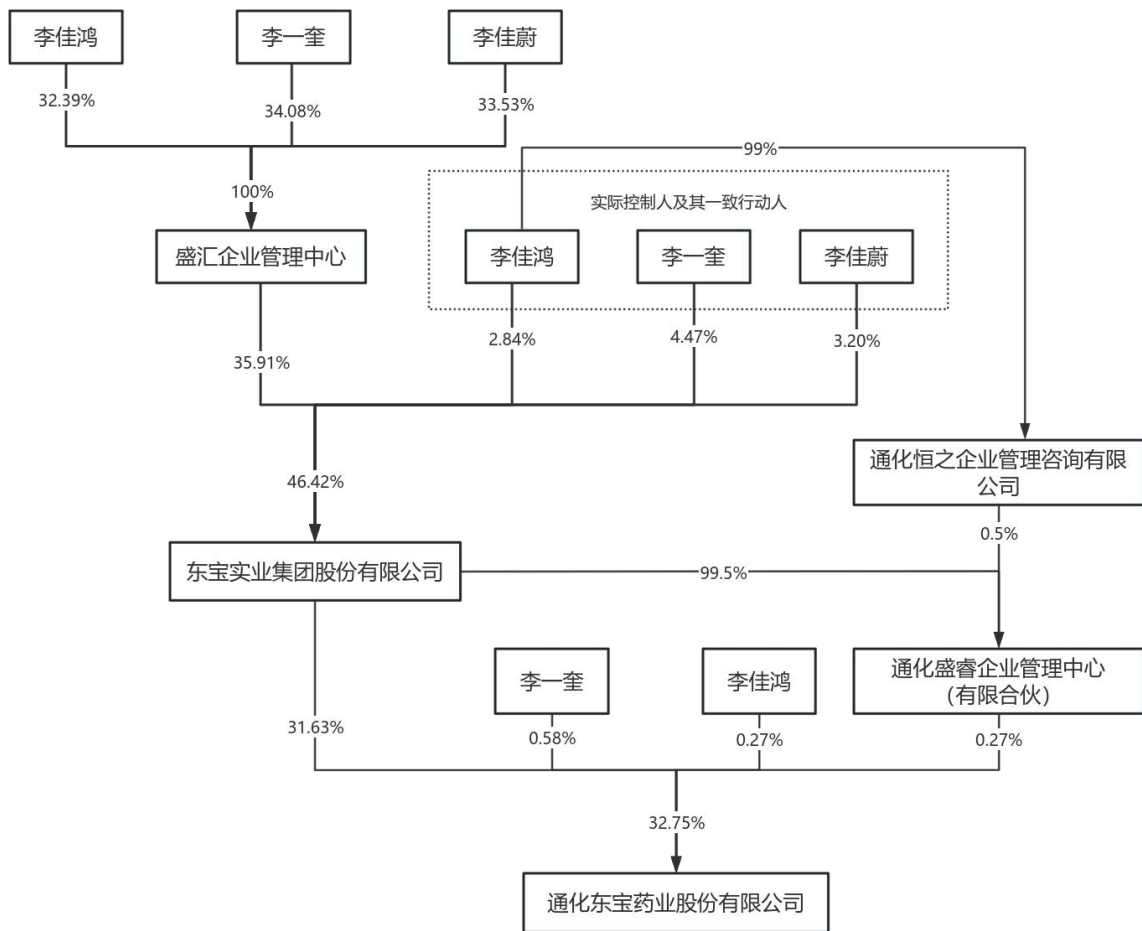 李佳鸿
李一奎
李佳蔚
32.39%
34.08%
33.53%
99%
100%
实际控制人及其一致行动人
盛汇企业管理中心
李佳鸿
李一奎
李佳蔚
2.84%
4.47%
3.20%
35.91%
通化恒之企业管理咨询有限
公司
46.42%
0.5%
东宝实业集团股份有限公司
99.5%
李一奎
李佳鸿
通化盛睿企业管理中心
（有限合伙）
31.63%
0.58%
0.27%
0.27%
32.75%
通化东宝药业股份有限公司